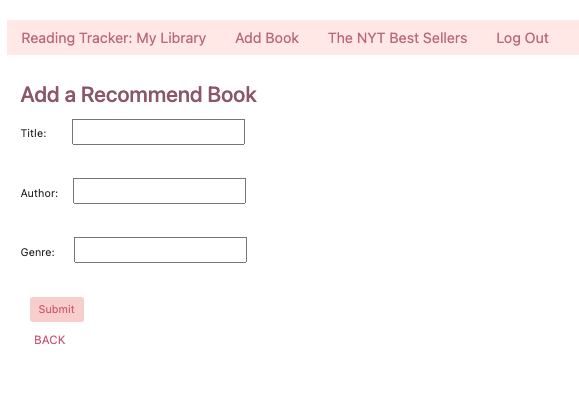 Reading Tracker: My Library Add Book The NYT Best Sellers Log Out
Add a Recommend Book
Title:
Author:
Genre:
Submit
BACK